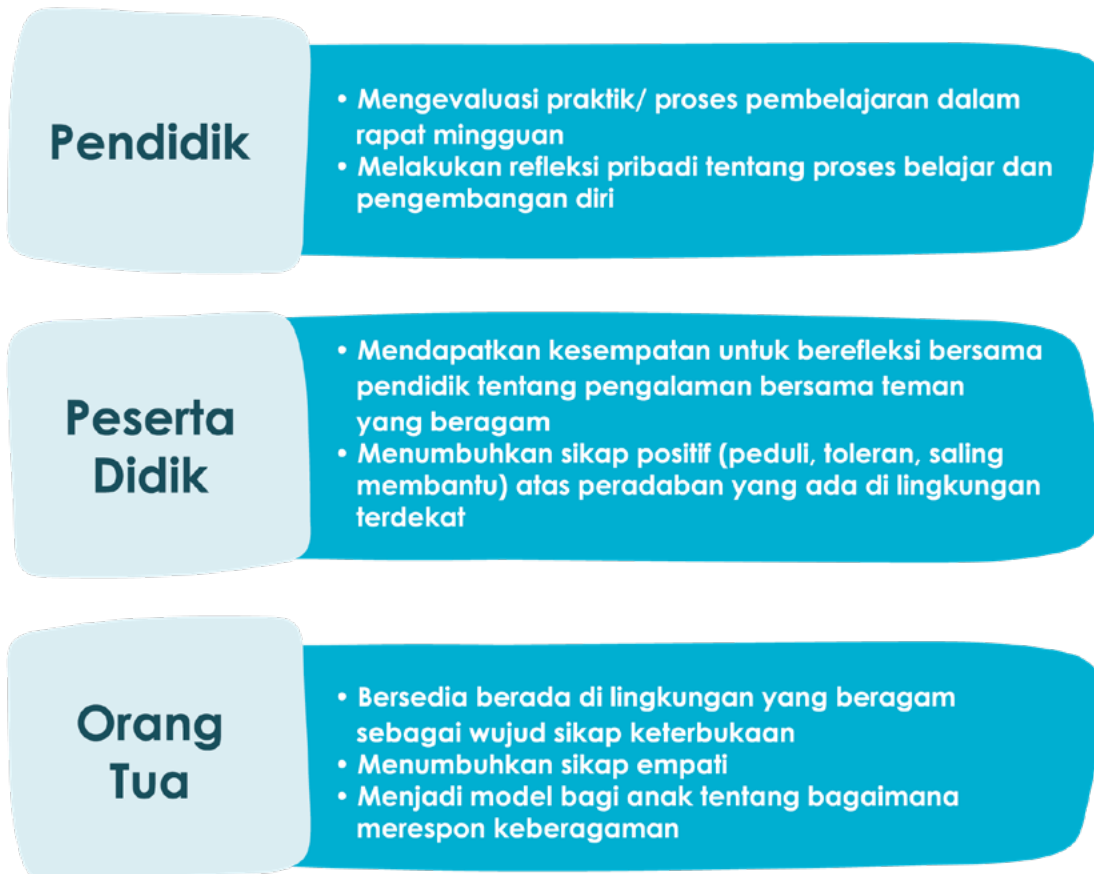 Pendidik
• Mengevaluasi praktik/ proses pembelajaran dalam
rapat mingguan
• Melakukan refleksi pribadi tentang proses belajar dan
pengembangan diri
Peserta
Didik
• Mendapatkan kesempatan untuk berefleksi bersama
pendidik tentang pengalaman bersama teman
yang beragam
• Menumbuhkan sikap positif (peduli, toleran, saling
membantu) atas peradaban yang ada di lingkungan
terdekat
Orang
Tua
• Bersedia berada di lingkungan yang beragam
sebagai wujud sikap keterbukaan
• Menumbuhkan sikap empati
• Menjadi model bagi anak tentang bagaimana
merespon keberagaman